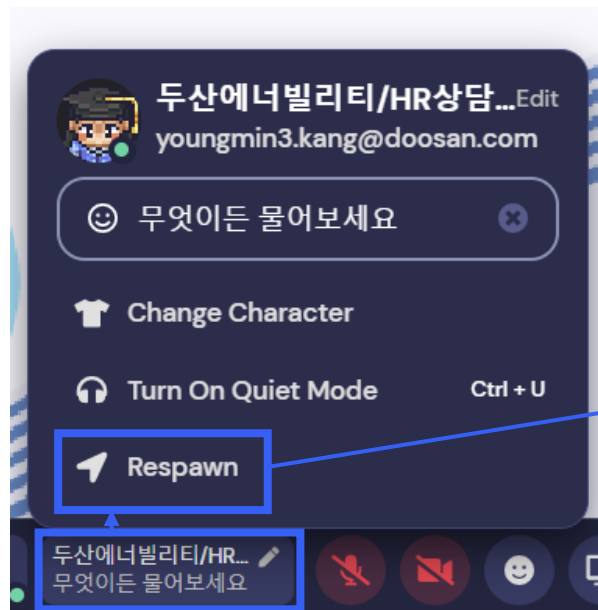 두산에너빌리티/HR상담...Edit
youngmin3.kang@doosan.com
무엇이든 물어보세요
Change Character
Turn On Quiet Mode Ctrl + U
Respawn
두산에너빌리티/HR...
무엇이든 물어보세요